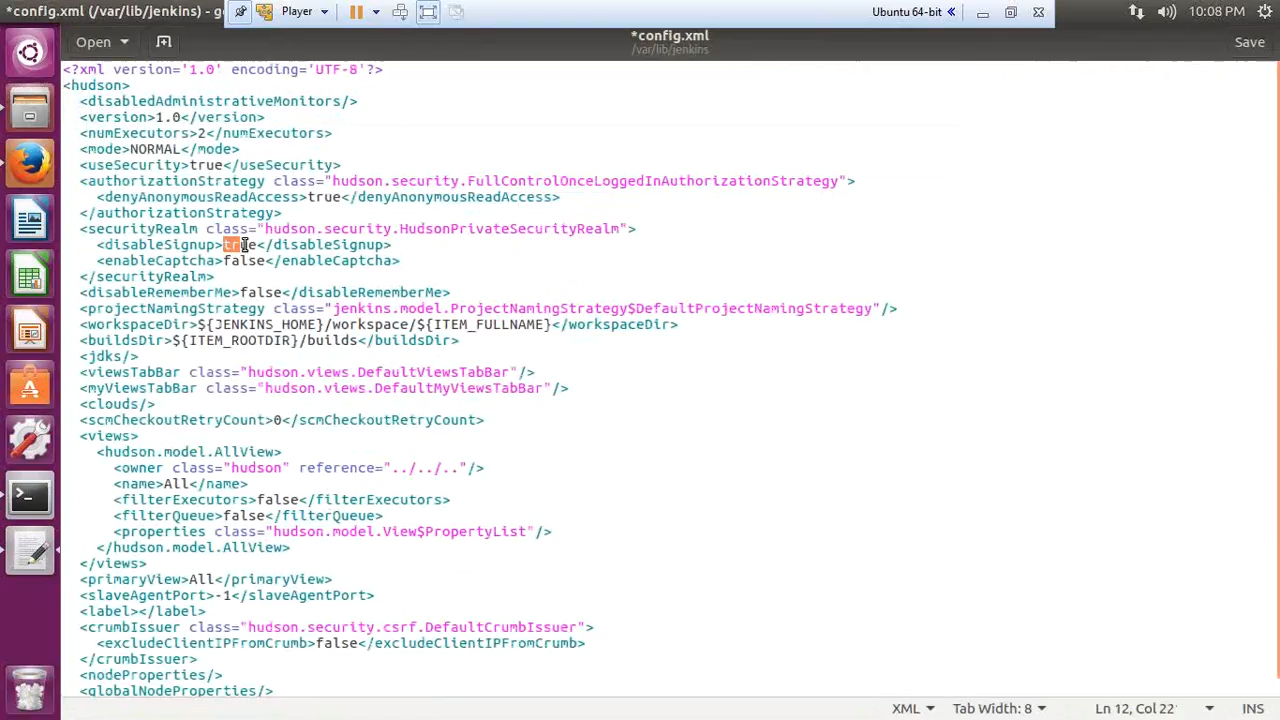 *config.xml (/var/lib/jenkins) - ge
Player
Ubuntu 64-bit
10:08 PM
Open
*config.xml
/var/lib/jenkins
Save
<?xml version='1.0' encoding='UTF-8'?>
<hudson>
<disabledAdministrativeMonitors/>
<version>1.0</version>
<numExecutors>2</numExecutors>
<mode>NORMAL</mode>
<useSecurity>true</useSecurity>
<authorizationStrategy class="hudson.security.FullControlOnceLoggedInAuthorizationStrategy">
<denyAnonymousReadAccess>true</denyAnonymousReadAccess>
</authorizationStrategy>
<securityRealm class="hudson.security.HudsonPrivateSecurityRealm">
<disableSignup>true</disableSignup>
<enableCaptcha>false</enableCaptcha>
</securityRealm>
<disableRememberMe>false</disableRememberMe>
<projectNamingStrategy class="jenkins.model.ProjectNamingStrategy$DefaultProjectNamingStrategy"/>
<workspaceDir>${JENKINS_HOME}/workspace/${ITEM_FULLNAME}</workspaceDir>
<buildsDir>${ITEM_ROOTDIR}/builds</buildsDir>
<jdks/>
<viewsTabBar class="hudson.views.DefaultViewsTabBar"/>
<myViewsTabBar class="hudson.views.DefaultMyViewsTabBar"/>
<clouds/>
<scmCheckoutRetryCount>0</scmCheckoutRetryCount>
<views>
<hudson.model.AllView>
<owner class="hudson" reference="../../.."/>
<name>All</name>
<filterExecutors>false</filterExecutors>
<filterQueue>false</filterQueue>
<properties class="hudson.model.View$PropertyList"/>
</hudson.model.AllView>
</views>
<primaryView>All</primaryView>
<slaveAgentPort>-1</slaveAgentPort>
<label></label>
<crumbIssuer class="hudson.security.csrf.DefaultCrumbIssuer">
<excludeClientIPFromCrumb>false</excludeClientIPFromCrumb>
</crumbIssuer>
<nodeProperties/>
<globalNodeProperties/>
XML
Tab Width: 8
Ln 12, Col 22
INS